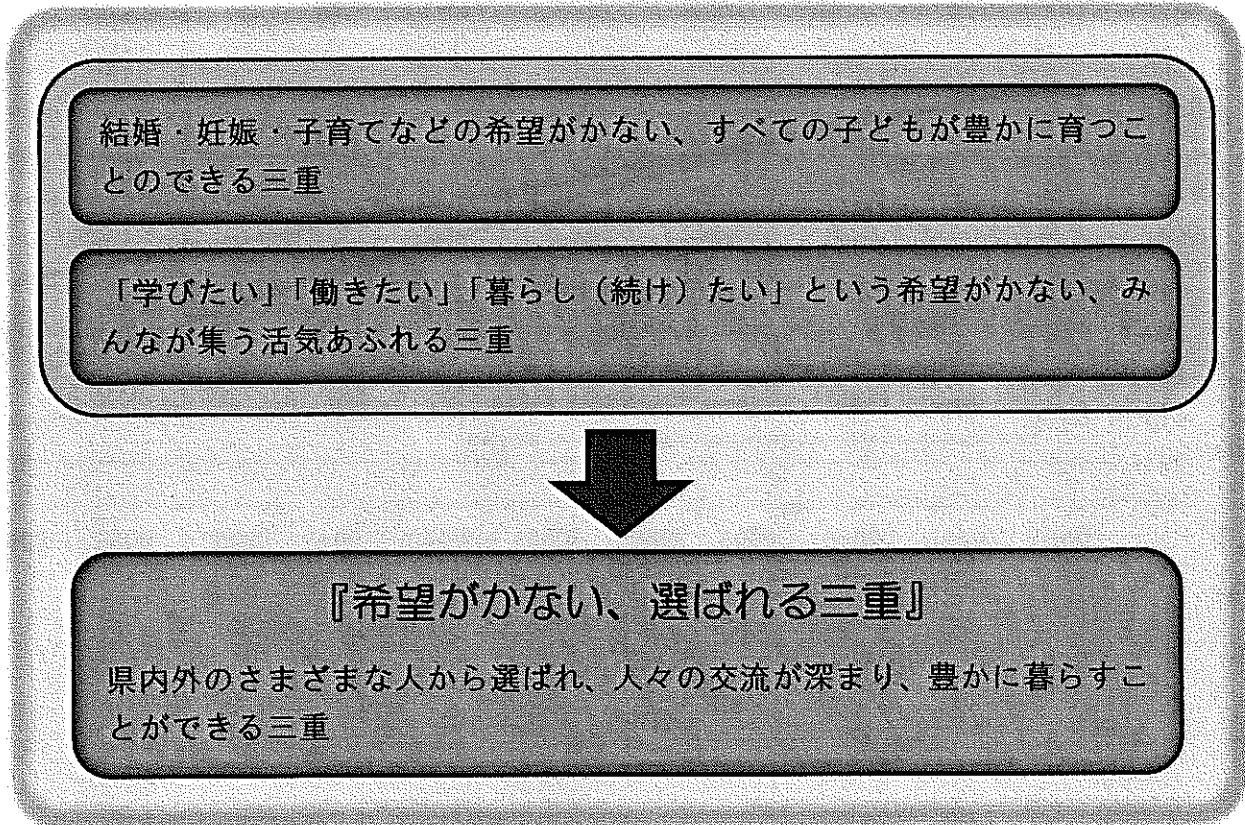 結婚・妊娠・子育てなどの希望がかない、すべての子どもが豊かに育つこ
とのできる三重
「学びたい」「働きたい」「暮らし（続け）たい」という希望がかない、み
んなが集う活気あふれる三重
『希望がかない、選ばれる三重』
県内外のさまざまな人から選ばれ、人々の交流が深まり、豊かに暮らすこ
とができる三重